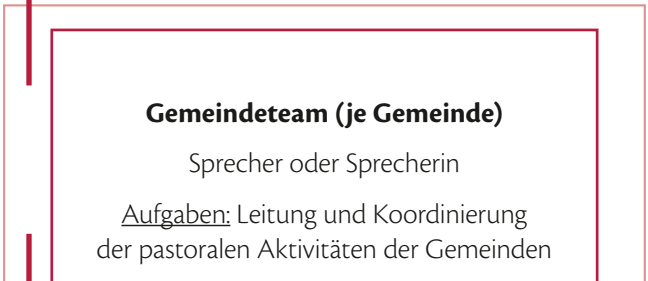 Gemeindeteam (je Gemeinde)
Sprecher oder Sprecherin
Aufgaben: Leitung und Koordinierung
der pastoralen Aktivitäten der Gemeinden